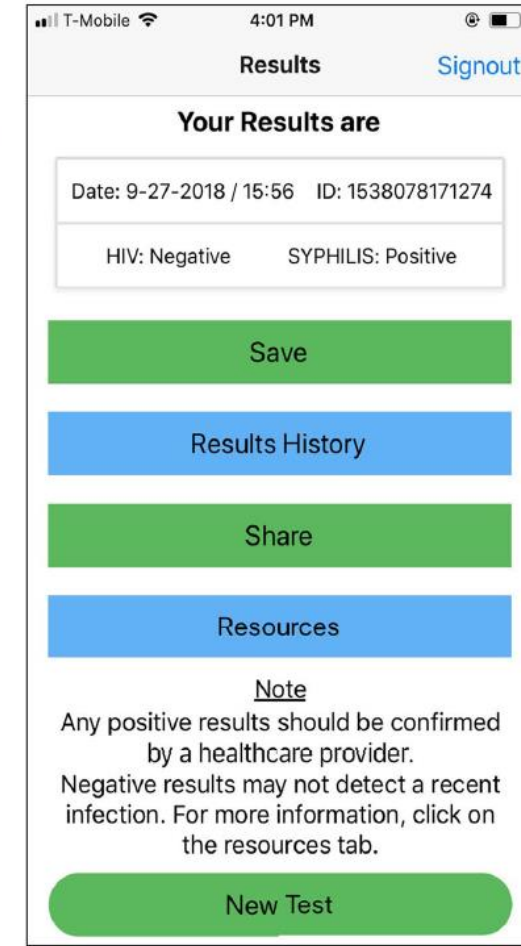 T-Mobile 4:01 PM
Results Signout
Your Results are
Date: 9-27-2018 / 15:56 ID: 1538078171274
HIV: Negative SYPHILIS: Positive
Save
Results History
Share
Resources
Note
Any positive results should be confirmed
by a healthcare provider.
Negative results may not detect a recent
infection. For more information, click on
the resources tab.
New Test